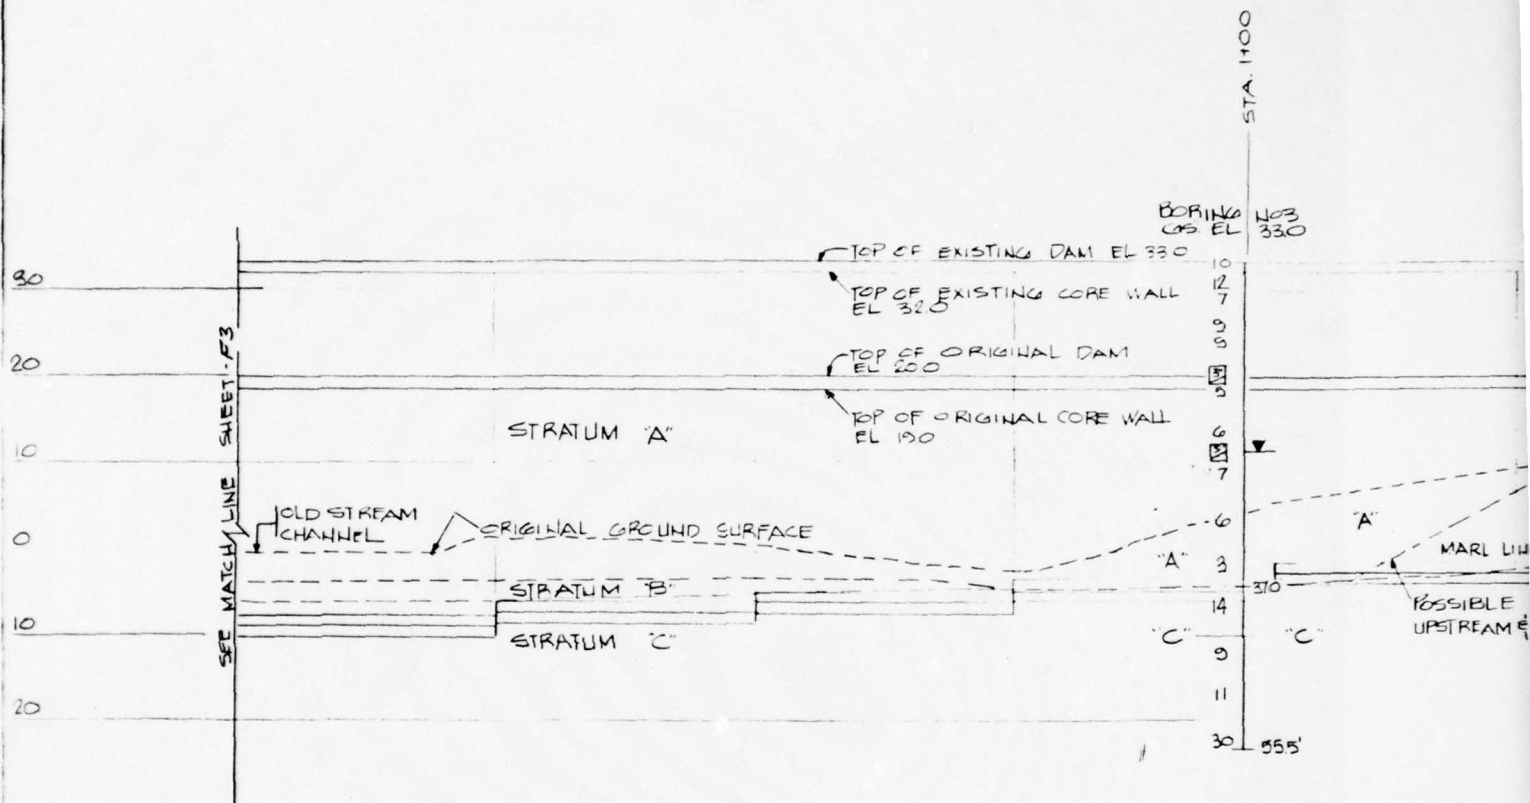 STA. 1+00
BORING NO3
GS. EL 33.0
TOP OF EXISTING DAM EL 33.0
TOP OF EXISTING CORE WALL
EL 32.0
30
20
10
0
10
20
TOP OF ORIGINAL DAM
EL 20.0
TOP OF ORIGINAL CORE WALL
EL 19.0
STRATUM "A"
SEE MATCH LINE SHEET-F3
OLD STREAM
CHANNEL
ORIGINAL GROUND SURFACE
STRATUM "B"
STRATUM "C"
10
12
7
9
9
5
6
7
6
3
14
9
11
30
"A"
"A"
"C"
"C"
37.0
MARL
POSSIBLE
UPSTREAM
55.5'